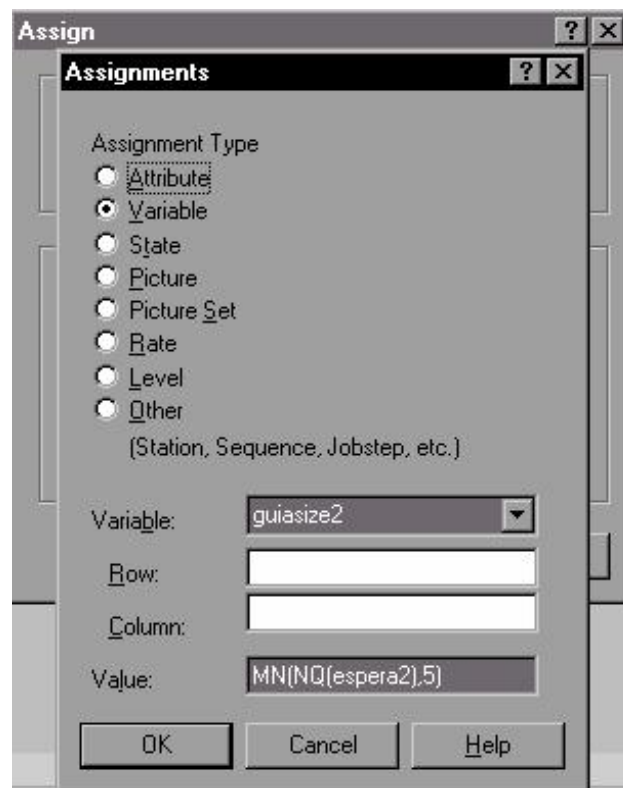 Assign
Assignments
Assignment Type
Attribute
Variable
State
Picture
Picture Set
Rate
Level
Other
(Station, Sequence, Jobstep, etc.)
Variable: guiasize2
Row:
Column:
Value: MN(NQ(espera2),5)
OK Cancel Help